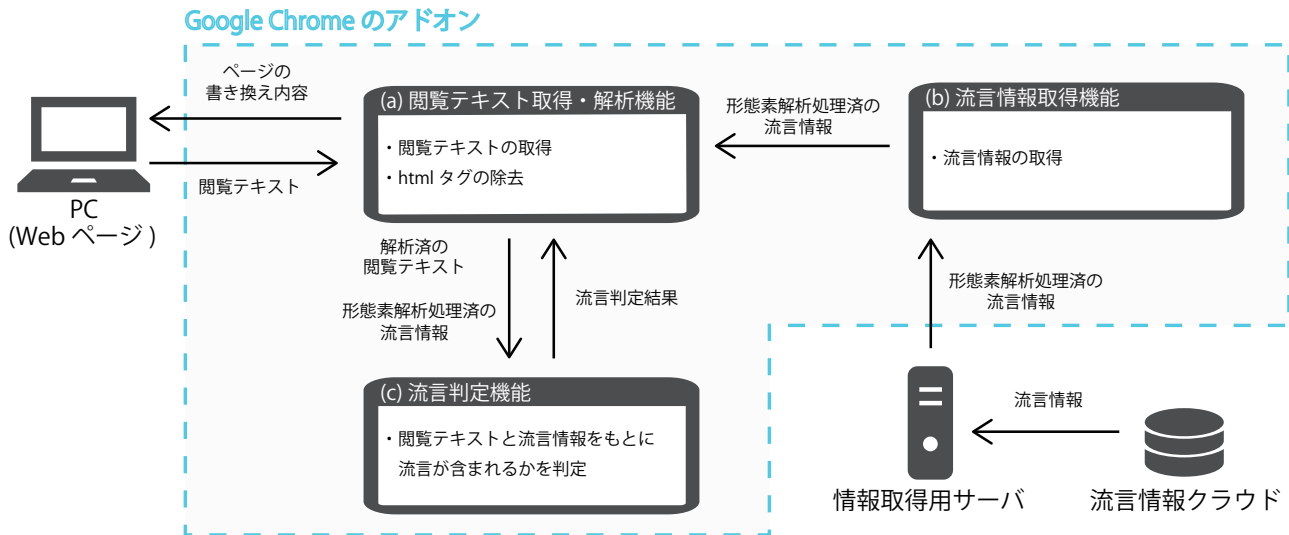 Google Chrome のアドオン
ページの
書き換え内容
閲覧テキスト
PC
(Web ページ )
(a) 閲覧テキスト取得・解析機能
・閲覧テキストの取得
・html タグの除去
形態素解析処理済の
流言情報
(b) 流言情報取得機能
・流言情報の取得
解析済の
閲覧テキスト
形態素解析処理済の
流言情報
流言判定結果
形態素解析処理済の
流言情報
(c) 流言判定機能
・閲覧テキストと流言情報をもとに
流言が含まれるかを判定
流言情報
情報取得用サーバ
流言情報クラウド